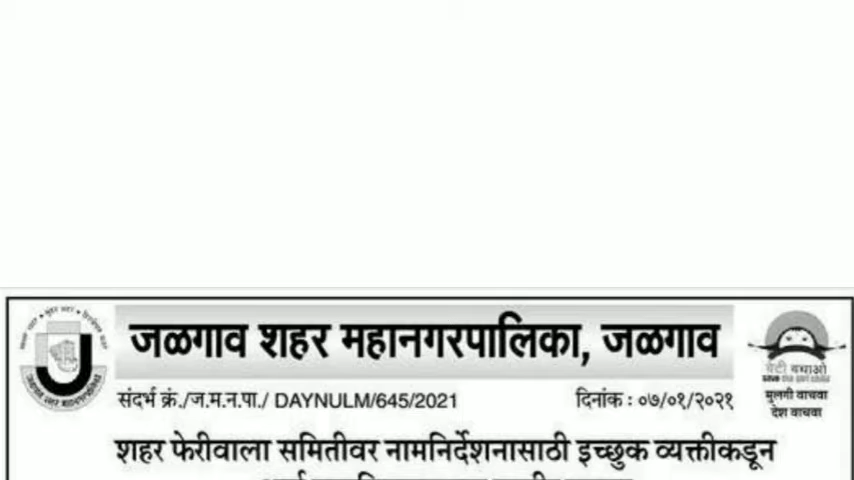 जळगाव शहर महानगरपालिका, जळगाव
संदर्भ क्रं./ज.म.न.पा./ DAYNULM/645/2021 दिनांक : ०७/०१/२०२१
बेटी बचाओ
मुलगी वाचवा
देश वाचवा
शहर फेरीवाला समितीवर नामनिर्देशनासाठी इच्छुक व्यक्तीकडून